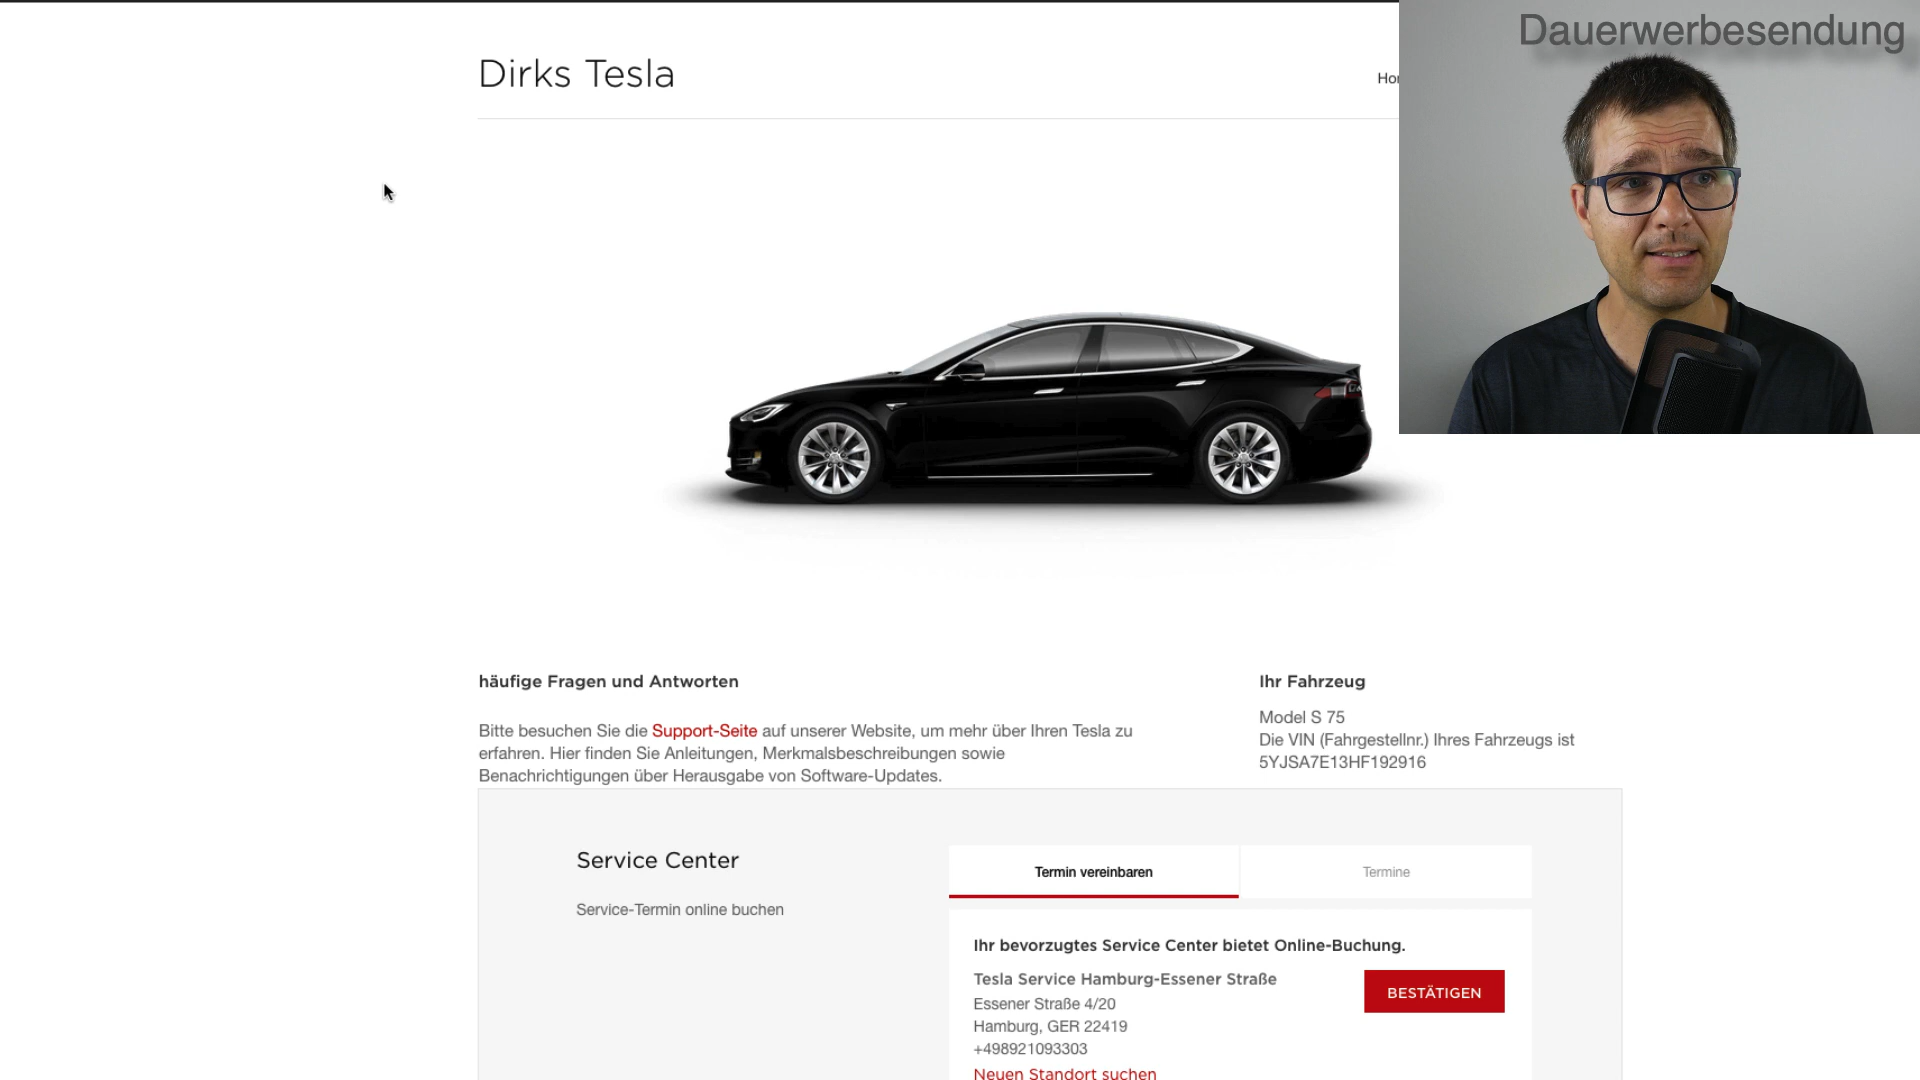 Dauerwerbesendung
Dirks Tesla
häufige Fragen und Antworten
Bitte besuchen Sie die Support-Seite auf unserer Website, um mehr über Ihren Tesla zu
erfahren. Hier finden Sie Anleitungen, Merkmalsbeschreibungen sowie
Benachrichtigungen über Herausgabe von Software-Updates.
Ihr Fahrzeug
Model S 75
Die VIN (Fahrgestellnr.) Ihres Fahrzeugs ist
5YJSA7E13HF192916
Service Center
Service-Termin online buchen
Termin vereinbaren
Termine
Ihr bevorzugtes Service Center bietet Online-Buchung.
Tesla Service Hamburg-Essener Straße
Essener Straße 4/20
Hamburg, GER 22419
+498921093303
BESTÄTIGEN
Neuen Standort suchen